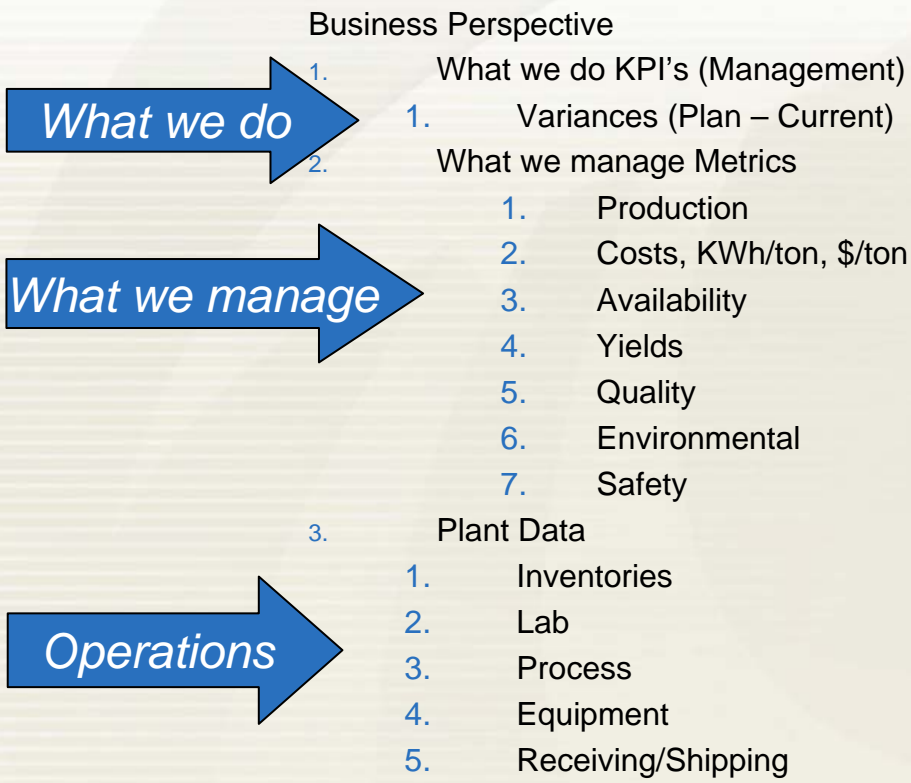 Business Perspective
1. What we do KPI's (Management)
What we do
1. Variances (Plan – Current)
2. What we manage Metrics
1. Production
2. Costs, KWh/ton, $/ton
What we manage
3. Availability
4. Yields
5. Quality
6. Environmental
7. Safety
3. Plant Data
1. Inventories
2. Lab
Operations
3. Process
4. Equipment
5. Receiving/Shipping